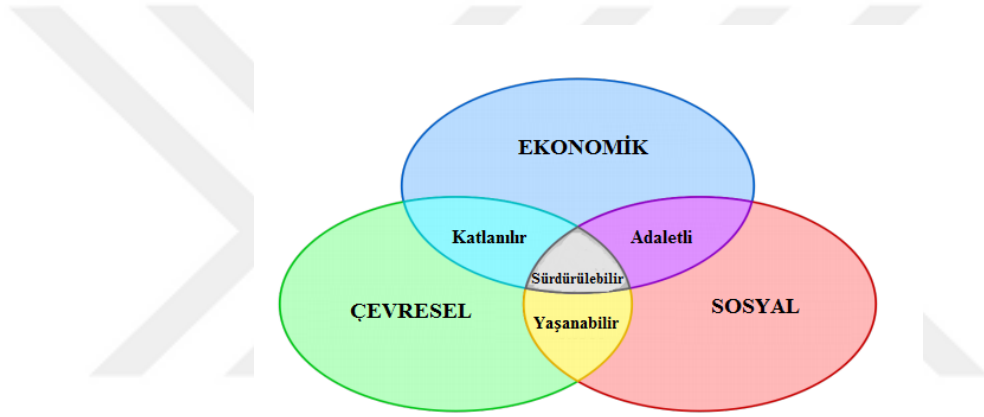 EKONOMİK
Katlanılır
Adaletli
Sürdürülebilir
ÇEVRESEL
SOSYAL
Yaşanabilir